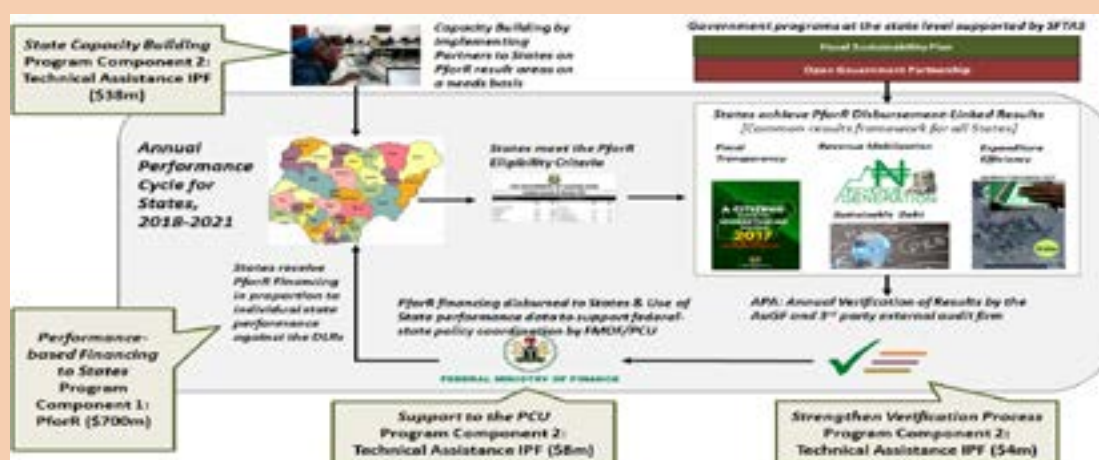 State Capacity Building
Program Component 2:
Technical Assistance IPF
($38m)
Capacity Building by
Implementing
Partners to States on
PforR result areas on
a needs basis
Government programs at the state level supported by SFTAS
Fiscal Sustainability Plan
Open Government Partnership
Annual
Performance
Cycle for
States,
2018-2021
States meet the PforR
Eligibility Criteria
States achieve PforR Disbursement-Linked Results
[Common results framework for all States]
Fiscal
Transparency
Revenue Mobilization
Expenditure
Efficiency
GENERATION
Sustainable Debt
A CITIZENS
2017
States receive
PforR Financing
in proportion to
individual state
performance
against the DLRs
PforR financing disbursed to States & Use of
State performance data to support federal-
state policy coordination by FMOF/PCU
APA: Annual Verification of Results by the
AuGF and 3rd party external audit firm
FEDERAL MINISTRY OF FINANCE
Performance-
based Financing
to States
Program
Component 1:
PforR ($700m)
Support to the PCU
Program Component 2:
Technical Assistance IPF ($8m)
Strengthen Verification Process
Program Component 2:
Technical Assistance IPF ($4m)